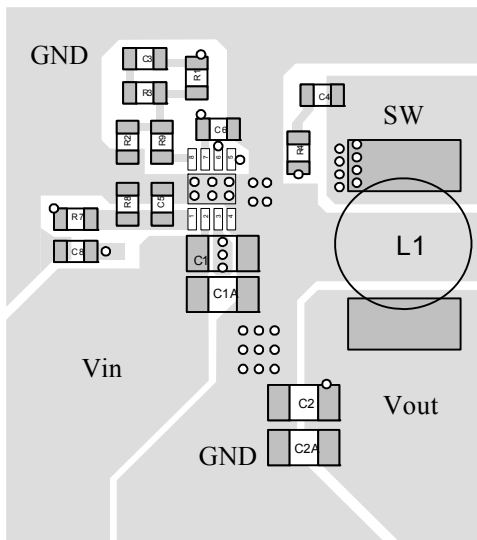 GND
C3
R1
R3
C4
SW
R2
R9
C6
R4
8 7 6 5
R8
C5
R7
1 2 3 4
C8
C1
L1
C1A
Vin
C2
Vout
GND
C2A